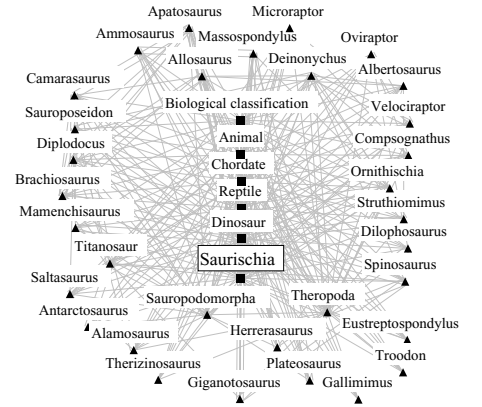 Apatosaurus Microraptor
Ammosaurus Massospondylus Oviraptor
Allosaurus Deinonychus
Camarasaurus Albertosaurus
Biological classification
Sauroposeidon Velociraptor
Diplodocus Animal Compsognathus
Chordate
Brachiosaurus Reptile Ornithischia
Mamenchisaurus Dinosaur Struthiomimus
Titanosaur Dilophosaurus
Saurischia Spinosaurus
Saltasaurus
Antarctosaurus Sauropodomorpha Theropoda
Alamosaurus Herrerasaurus Eustreptospondylus
Therizinosaurus Plateosaurus Troodon
Giganotosaurus Gallimimus